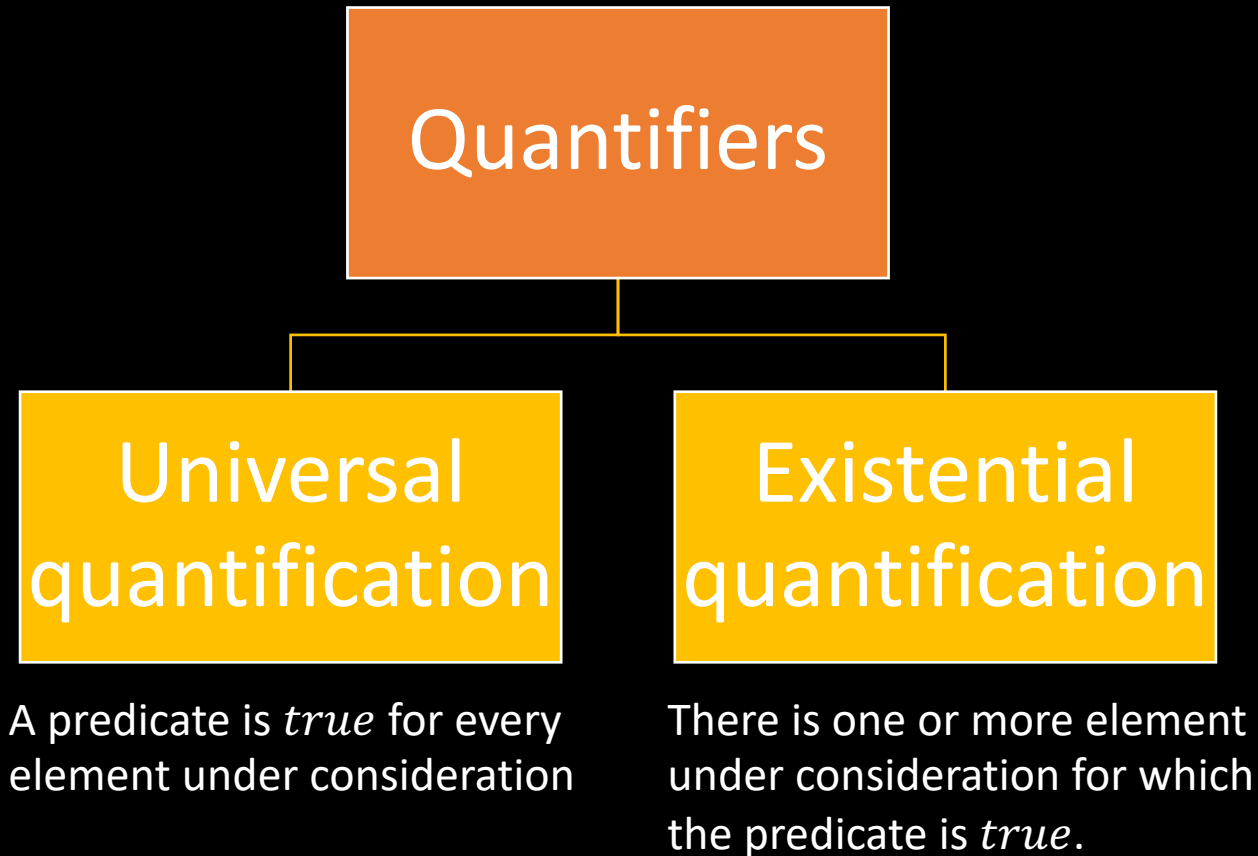 Quantifiers
Universal
quantification
Existential
quantification
A predicate is true for every
element under consideration
There is one or more element
under consideration for which
the predicate is true.